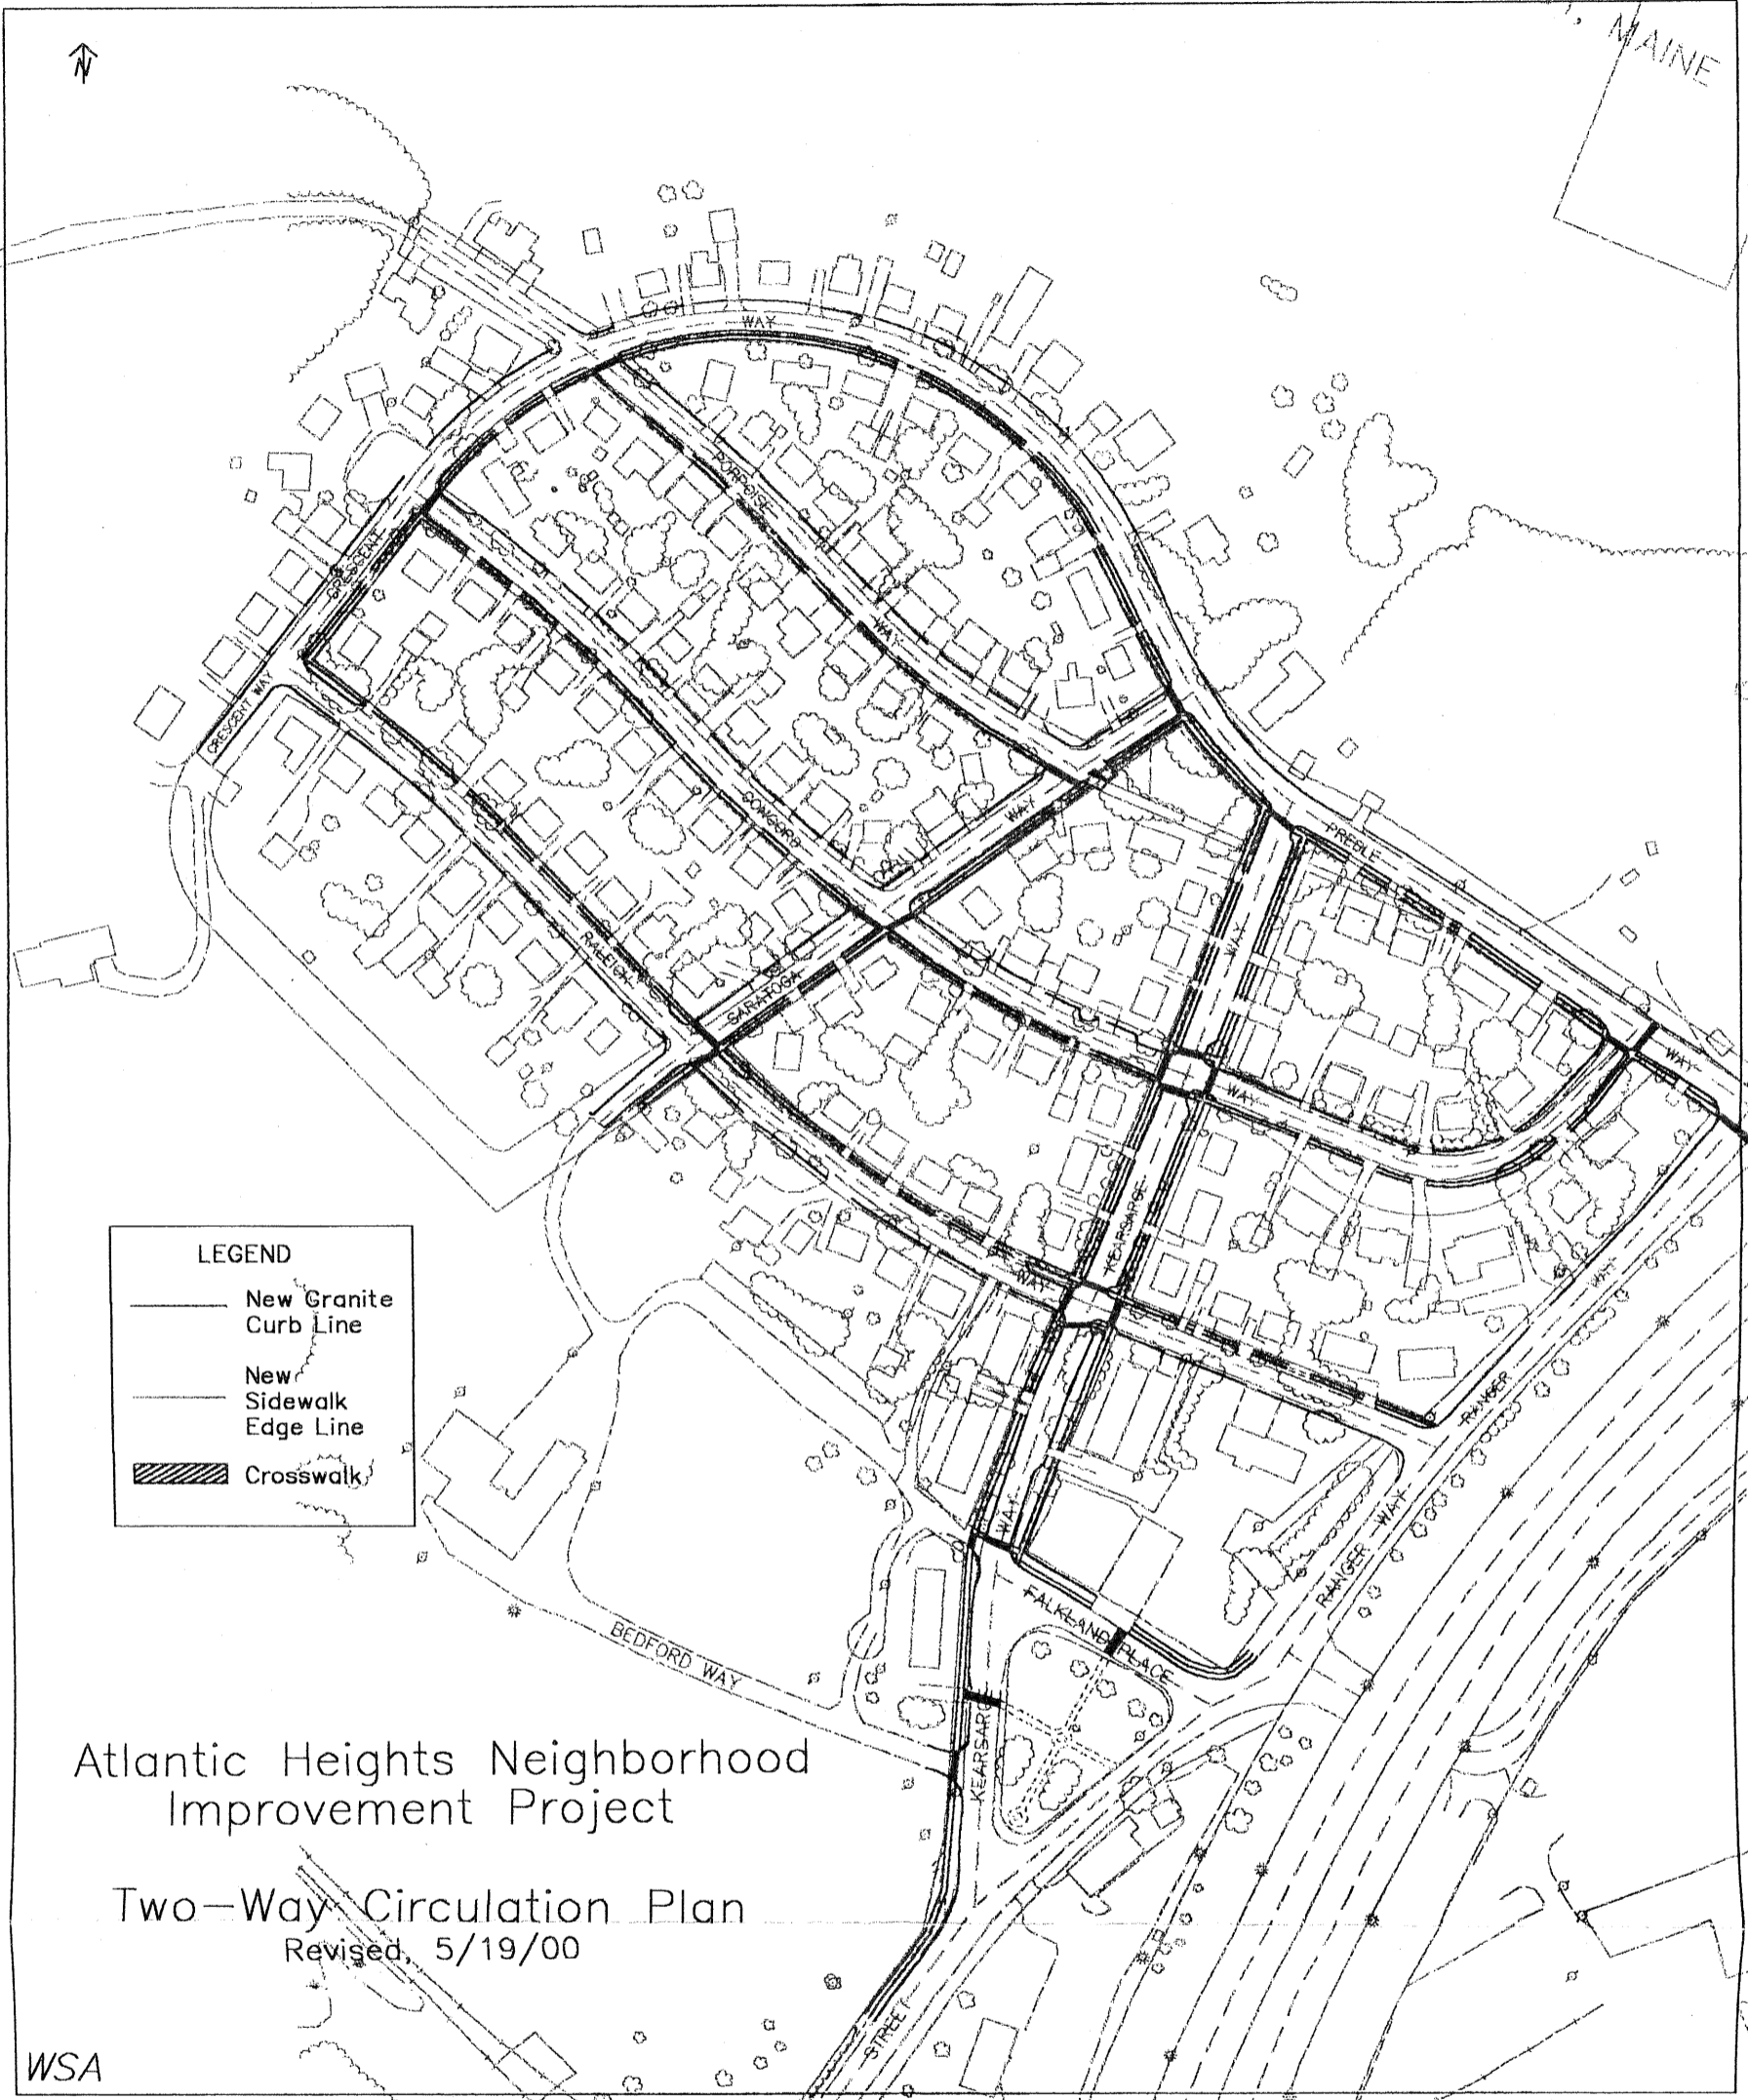 N
MAINE
WAY
PORPOISE
WAY
CRESCENT
CRESCENT WAY
CONCORD
WAY
PREBLE
WAY
RALEIGH
SARATOGA
WAY
WAY
KEARSARGE
WAY
WAY
RANGER
WAY
RANGER WAY
FALKLAND PLACE
BEDFORD WAY
KEARSARGE
STREET
LEGEND
New Granite
Curb Line
New
Sidewalk
Edge Line
Crosswalk
Atlantic Heights Neighborhood
Improvement Project
Two-Way Circulation Plan
Revised, 5/19/00
WSA